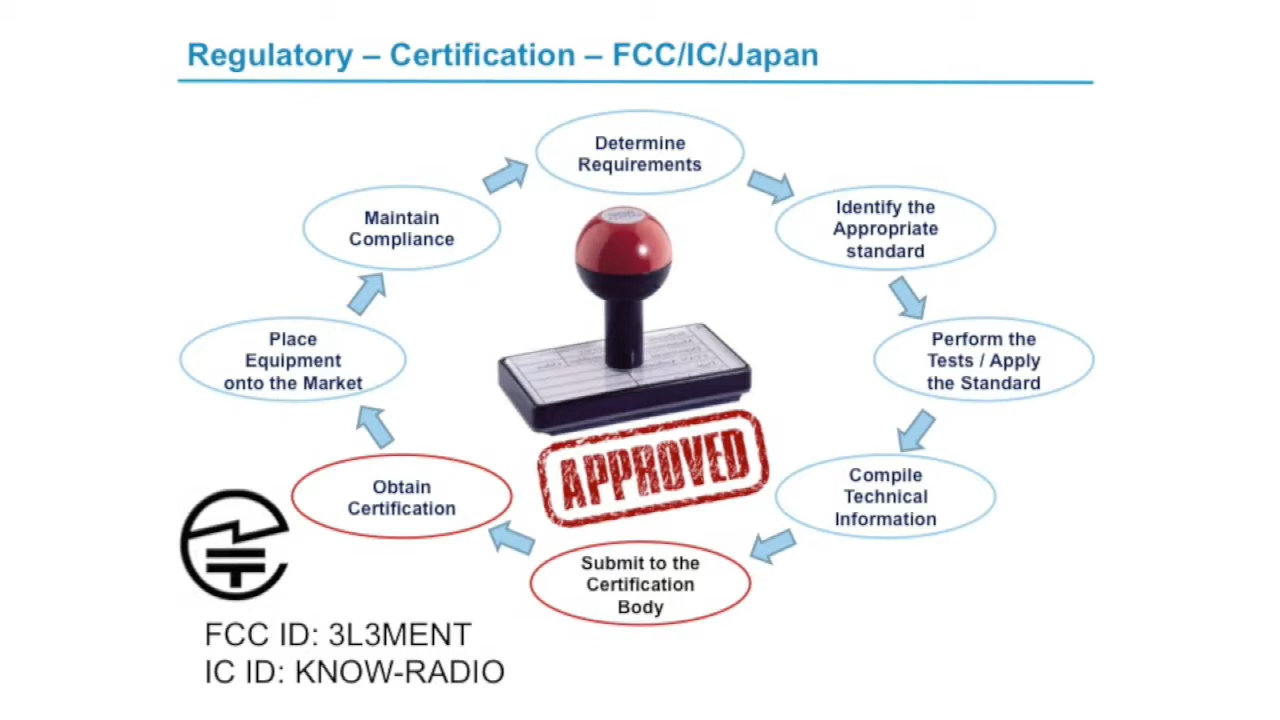 Regulatory – Certification – FCC/IC/Japan
Determine
Requirements
Identify the
Appropriate
standard
Perform the
Tests / Apply
the Standard
Compile
Technical
Information
Submit to the
Certification
Body
Obtain
Certification
Place
Equipment
onto the Market
Maintain
Compliance
APPROVED
FCC ID: 3L3MENT
IC ID: KNOW-RADIO